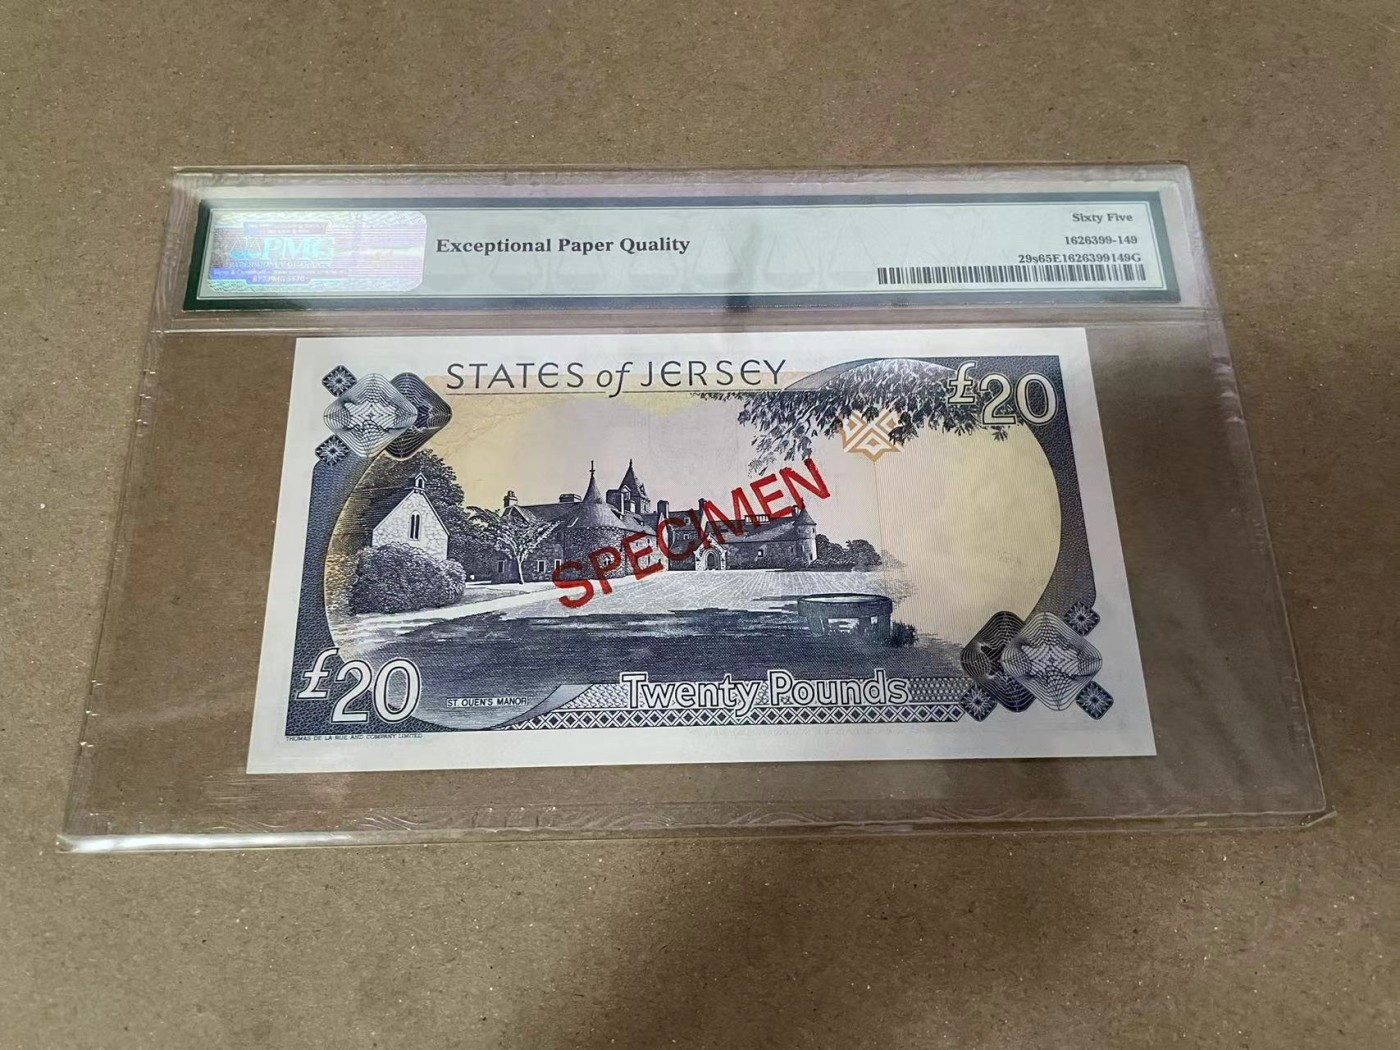 PMG
Exceptional Paper Quality
Sixty Five
1626399-149
29s65E1626399149G
STATES of JERSEY
£20
SPECIMEN
£20
ST. OUEN'S MANOR
Twenty Pounds
THOMAS DE LA RUE AND COMPANY LIMITED